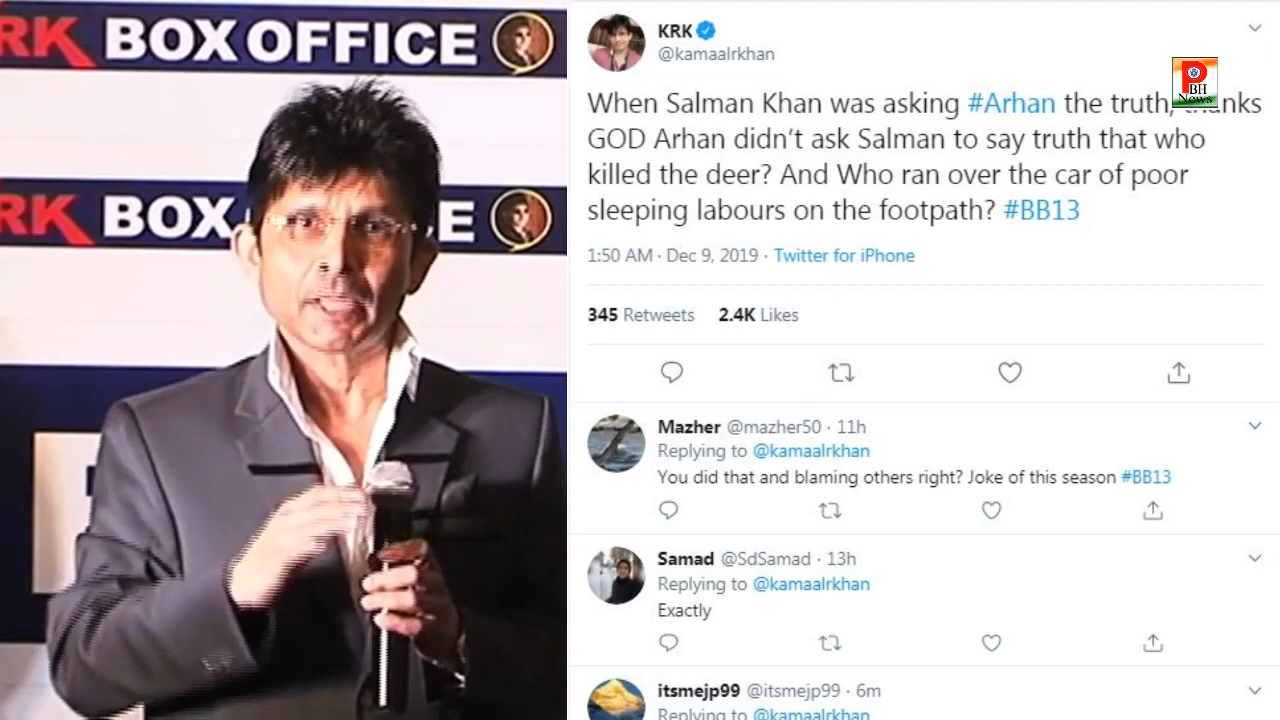 RK BOX OFFICE
RK BOX E
KRK
@kamaalrkhan
P
BH
News
When Salman Khan was asking #Arhan the truth, thanks
GOD Arhan didn’t ask Salman to say truth that who
killed the deer? And Who ran over the car of poor
sleeping labours on the footpath? #BB13
1:50 AM · Dec 9, 2019 · Twitter for iPhone
345 Retweets 2.4K Likes
Mazher @mazher50 · 11h
Replying to @kamaalrkhan
You did that and blaming others right? Joke of this season #BB13
Samad @SdSamad · 13h
Replying to @kamaalrkhan
Exactly
itsmejp99 @itsmejp99 · 6m
Replying to @kamaalrkhan